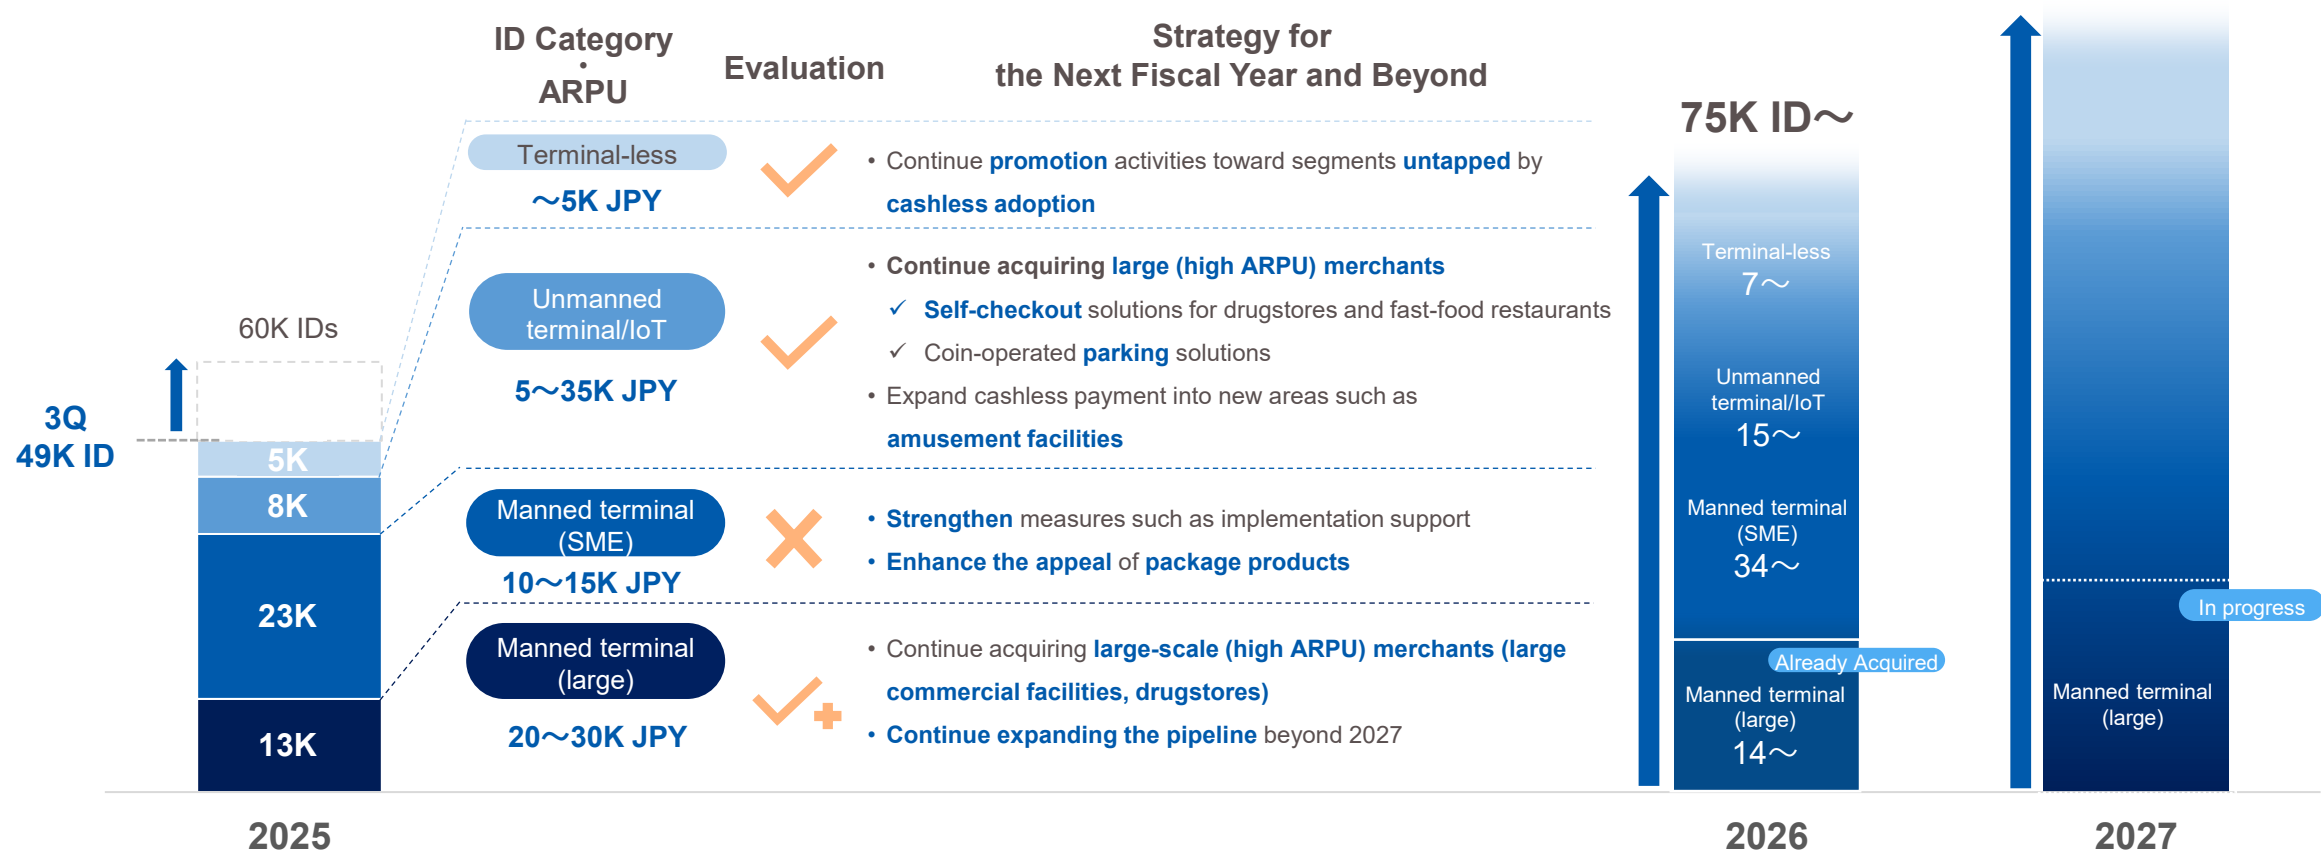 ID Category
・
ARPU
Evaluation
Strategy for
the Next Fiscal Year and Beyond
60K IDs
3Q
49K ID
5K
8K
23K
13K
2025
Terminal-less
～5K JPY
• Continue promotion activities toward segments untapped by
cashless adoption
Unmanned
terminal/IoT
5～35K JPY
• Continue acquiring large (high ARPU) merchants
✓ Self-checkout solutions for drugstores and fast-food restaurants
✓ Coin-operated parking solutions
• Expand cashless payment into new areas such as
amusement facilities
Manned terminal
(SME)
10～15K JPY
• Strengthen measures such as implementation support
• Enhance the appeal of package products
Manned terminal
(large)
20～30K JPY
• Continue acquiring large-scale (high ARPU) merchants (large
commercial facilities, drugstores)
• Continue expanding the pipeline beyond 2027
75K ID～
Terminal-less
7～
Unmanned
terminal/IoT
15～
Manned terminal
(SME)
34～
Already Acquired
Manned terminal
(large)
14～
2026
In progress
Manned terminal
(large)
2027